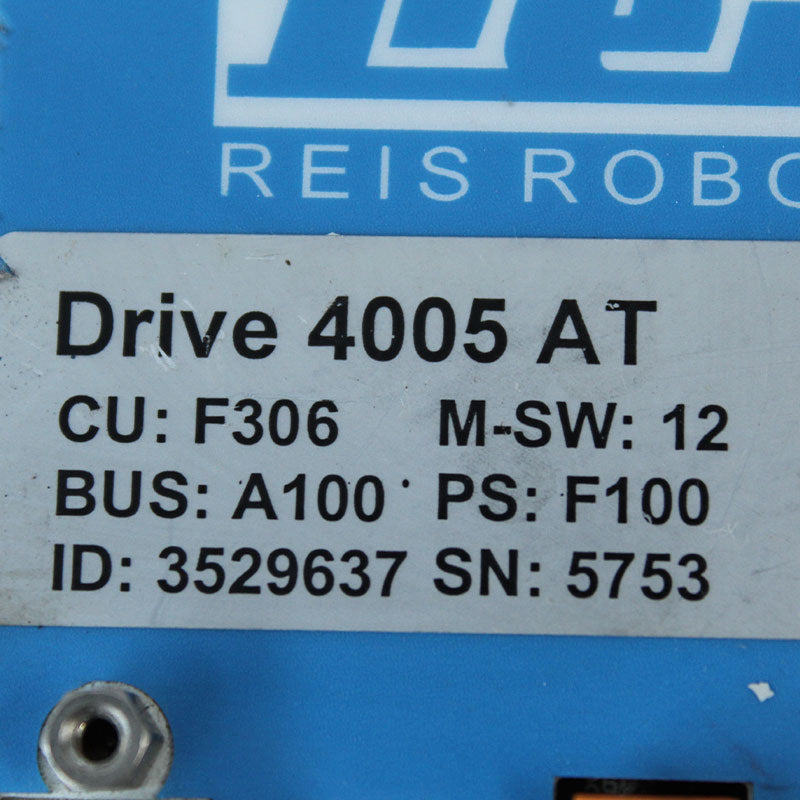 REIS ROBO
Drive 4005 AT
CU: F306 M-SW: 12
BUS: A100 PS: F100
ID: 3529637 SN: 5753